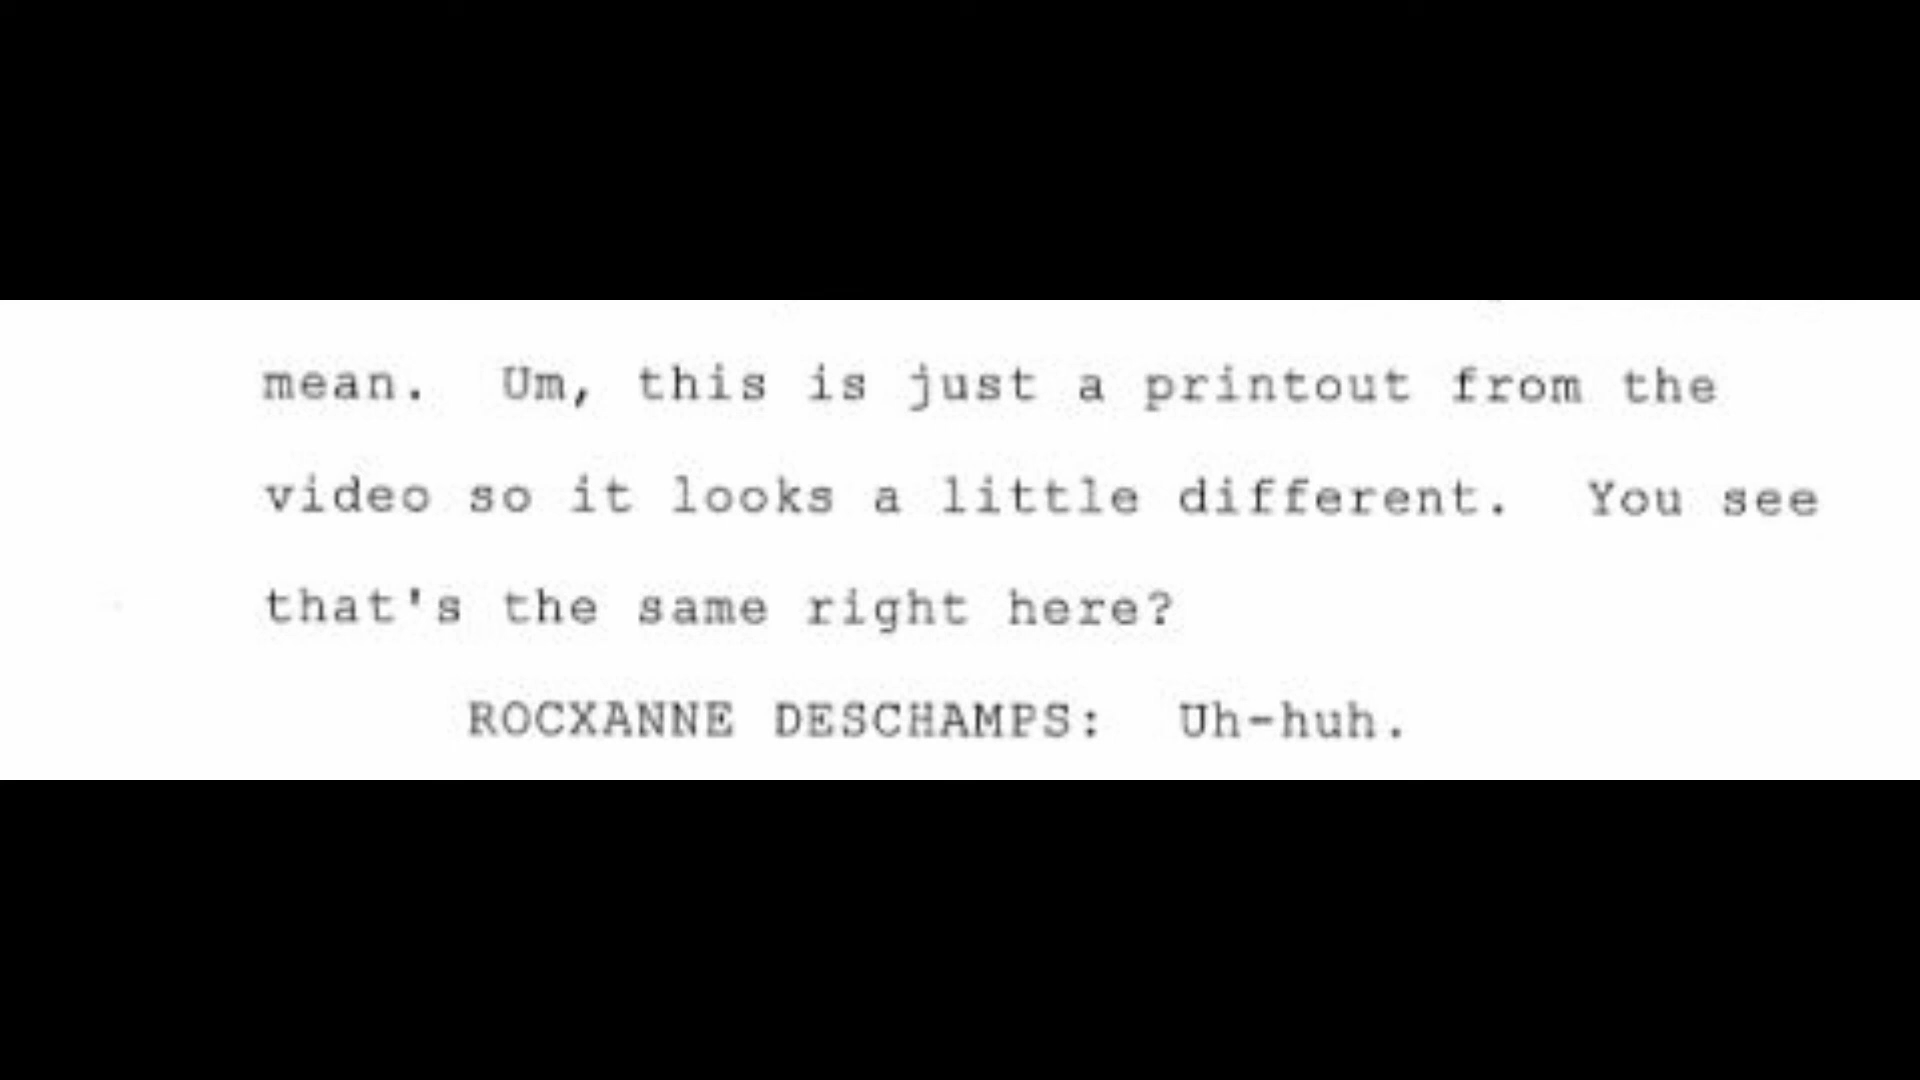 mean.  Um, this is just a printout from the
video so it looks a little different.  You see
that's the same right here?
ROCXANNE DESCHAMPS:  Uh-huh.